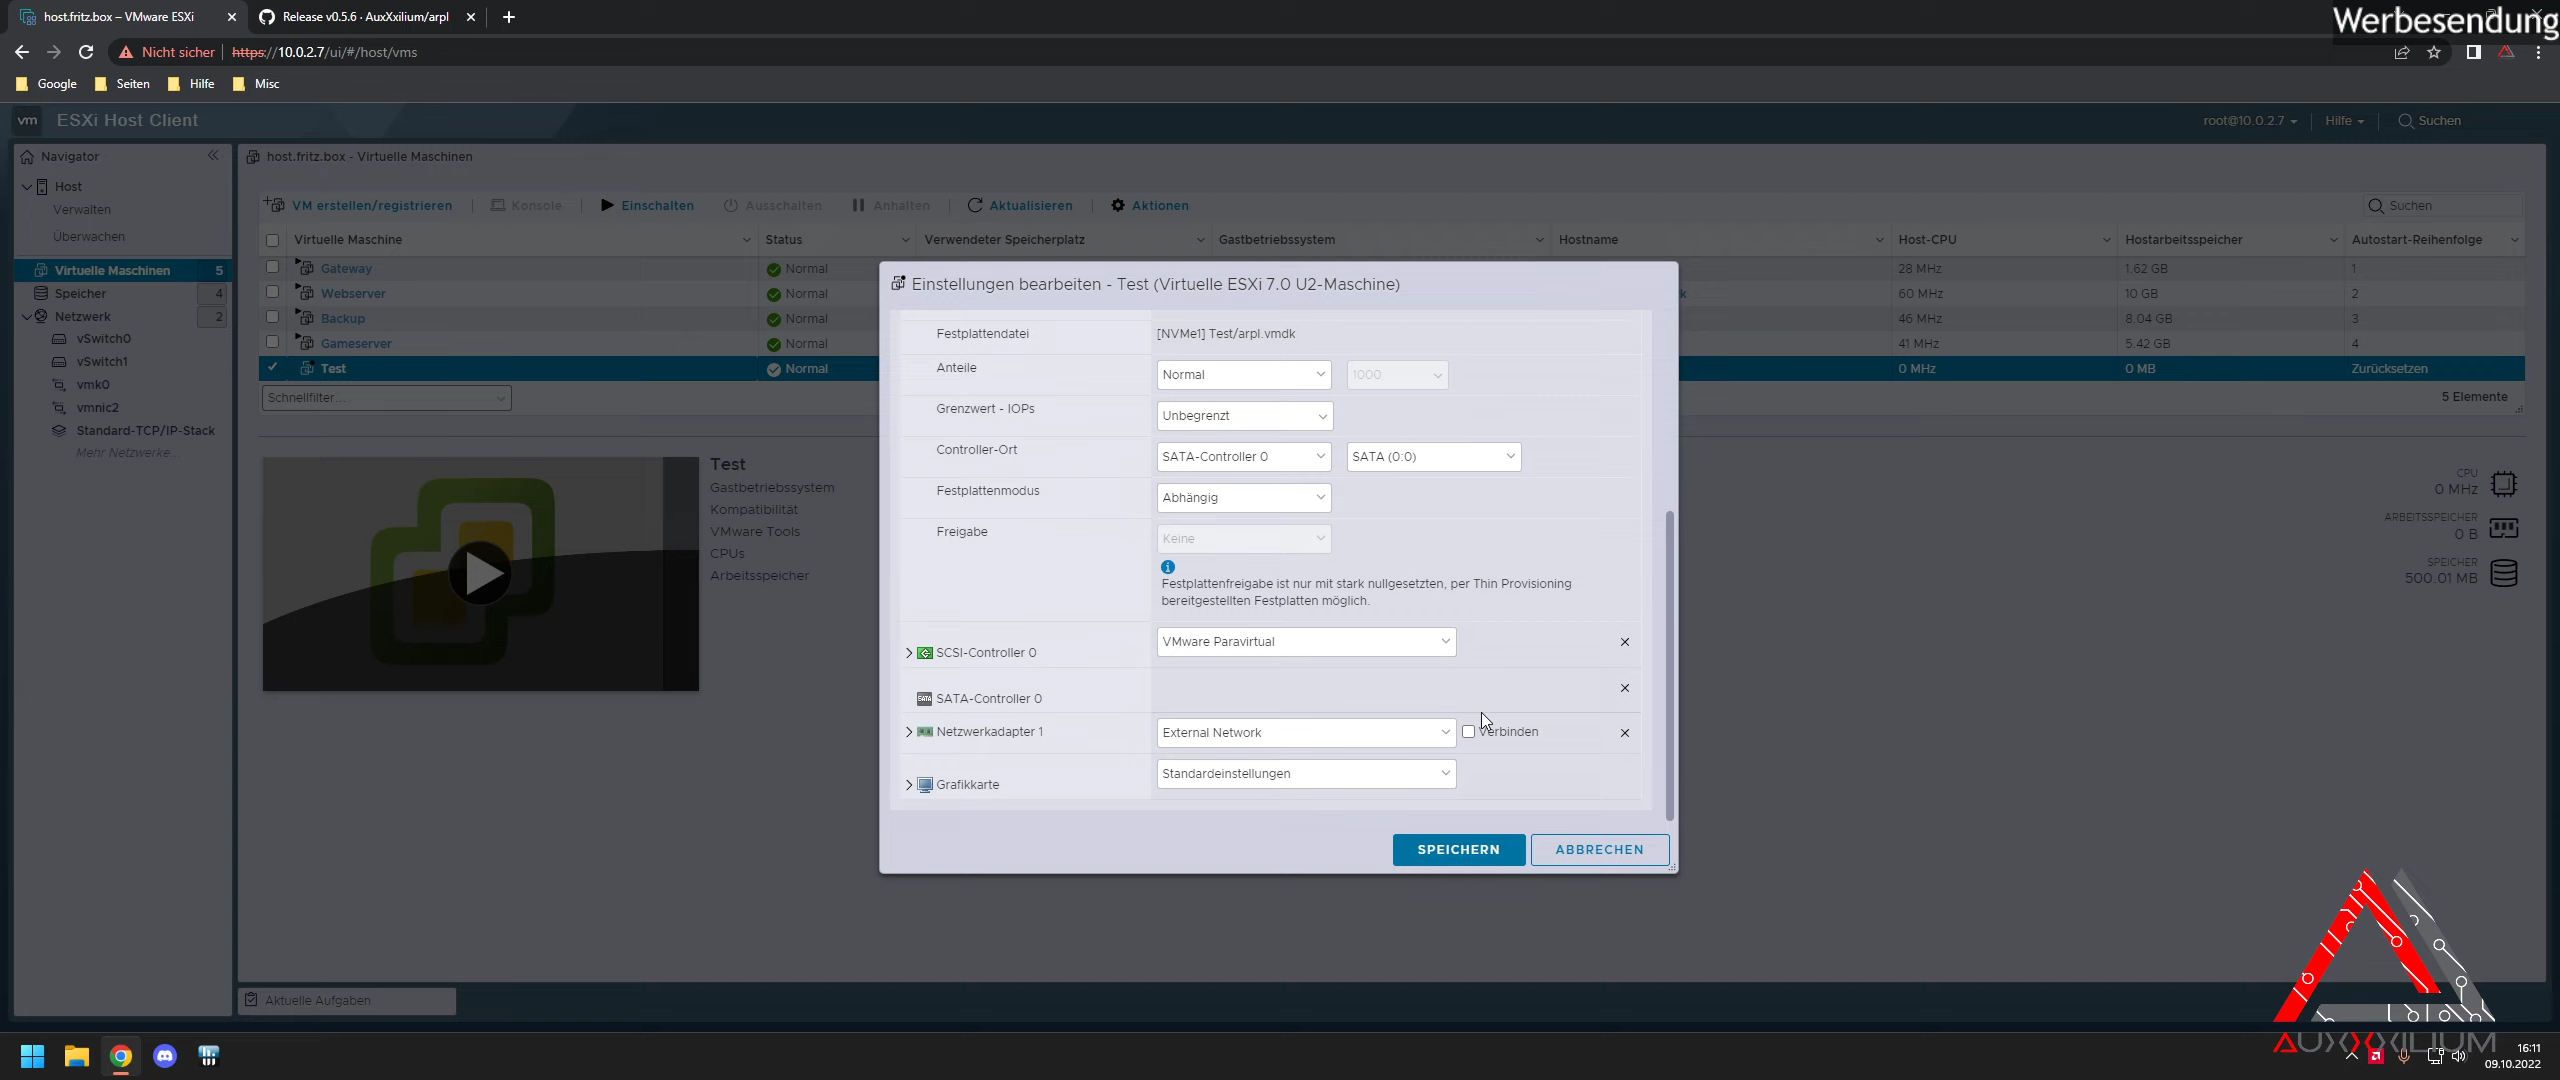 host.fritz.box – VMware ESXi
Release v0.5.6 · AuxXxilium/arpl
Werbesendung
Nicht sicher
https://10.0.2.7/ui/#/host/vms
Google
Seiten
Hilfe
Misc
vm
ESXi Host Client
root@10.0.2.7
Hilfe
Suchen
Navigator
host.fritz.box - Virtuelle Maschinen
Host
Verwalten
Überwachen
Virtuelle Maschinen 5
Speicher 4
Netzwerk 2
vSwitch0
vSwitch1
vmk0
vmnic2
Standard-TCP/IP-Stack
Mehr Netzwerke...
VM erstellen/registrieren
Konsole
Einschalten
Ausschalten
Anhalten
Aktualisieren
Aktionen
Suchen
Virtuelle Maschine Status Verwendeter Speicherplatz Gastbetriebssystem Hostname Host-CPU Hostarbeitsspeicher Autostart-Reihenfolge
Gateway Normal 28 MHz 1.62 GB 1
Webserver Normal k 60 MHz 10 GB 2
Backup Normal 46 MHz 8.04 GB 3
Gameserver Normal 41 MHz 5.42 GB 4
Test Normal 0 MHz 0 MB Zurücksetzen
Schnellfilter...
5 Elemente
Test
Gastbetriebssystem
Kompatibilität
VMware Tools
CPUs
Arbeitsspeicher
CPU
0 MHz
ARBEITSSPEICHER
0 B
SPEICHER
500.01 MB
Einstellungen bearbeiten - Test (Virtuelle ESXi 7.0 U2-Maschine)
Festplattendatei [NVMe1] Test/arpl.vmdk
Anteile Normal 1000
Grenzwert - IOPs Unbegrenzt
Controller-Ort SATA-Controller 0 SATA (0:0)
Festplattenmodus Abhängig
Freigabe Keine
Festplattenfreigabe ist nur mit stark nullgesetzten, per Thin Provisioning
bereitgestellten Festplatten möglich.
SCSI-Controller 0 VMware Paravirtual
SATA-Controller 0
SATA
Netzwerkadapter 1 External Network Verbinden
Grafikkarte Standardeinstellungen
SPEICHERN
ABBRECHEN
Aktuelle Aufgaben
AUXXXILIUM
16:11
09.10.2022